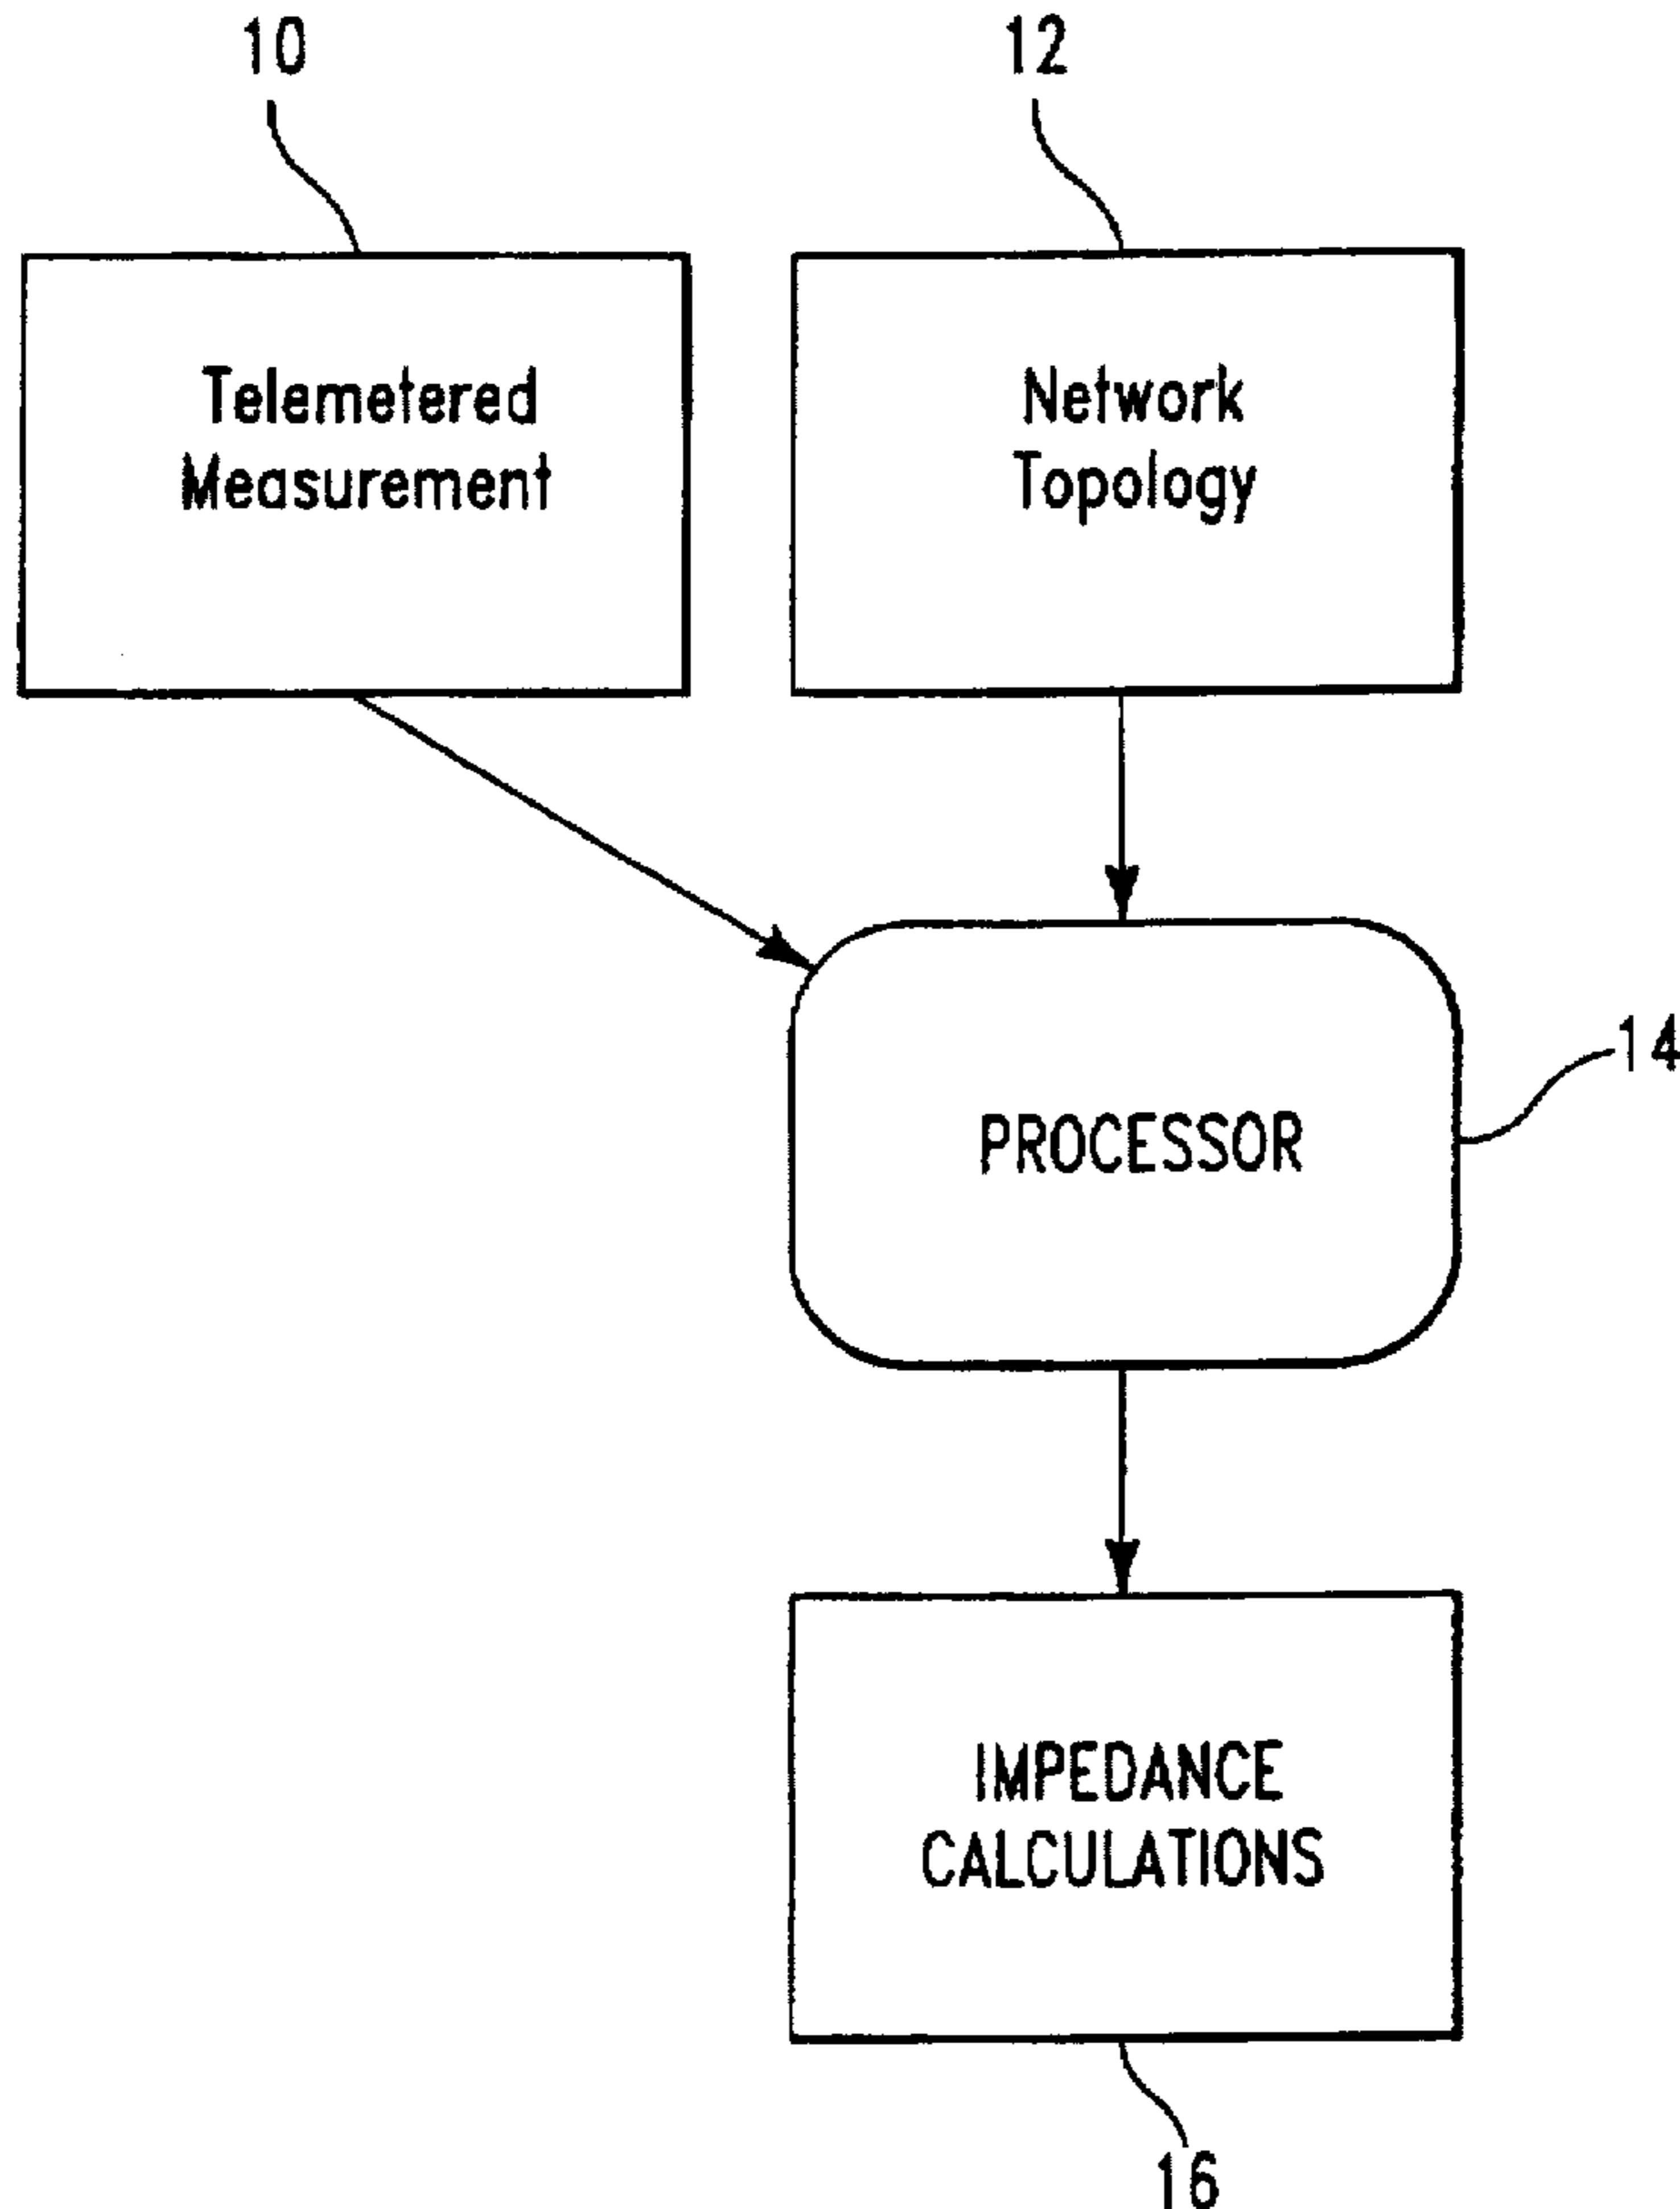 10
12
Telemetered
Measurement
Network
Topology
14
PROCESSOR
IMPEDANCE
CALCULATIONS
16